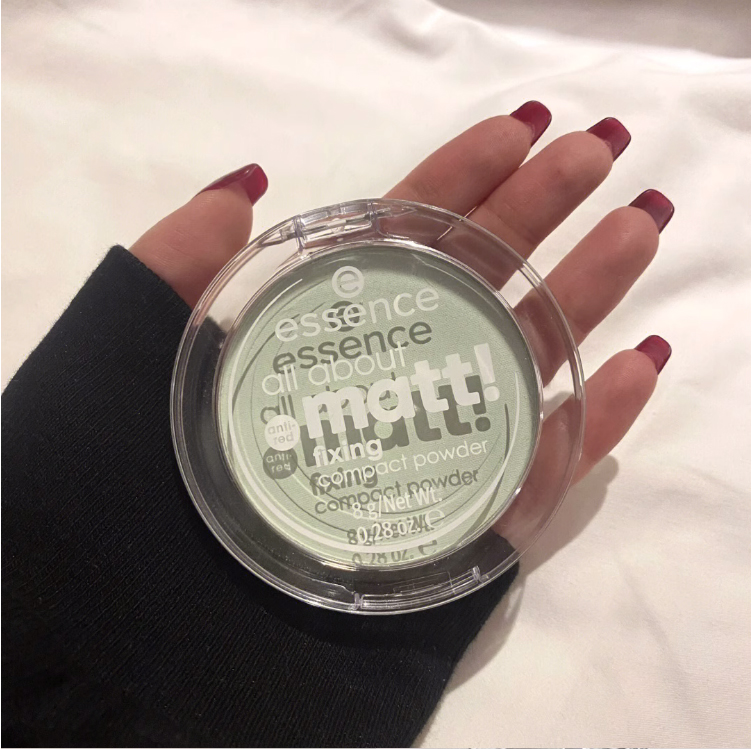 e
essence
all about
matt!
anti-
red
fixing
compact powder
8 g/Net Wt.
0.28 oz. e